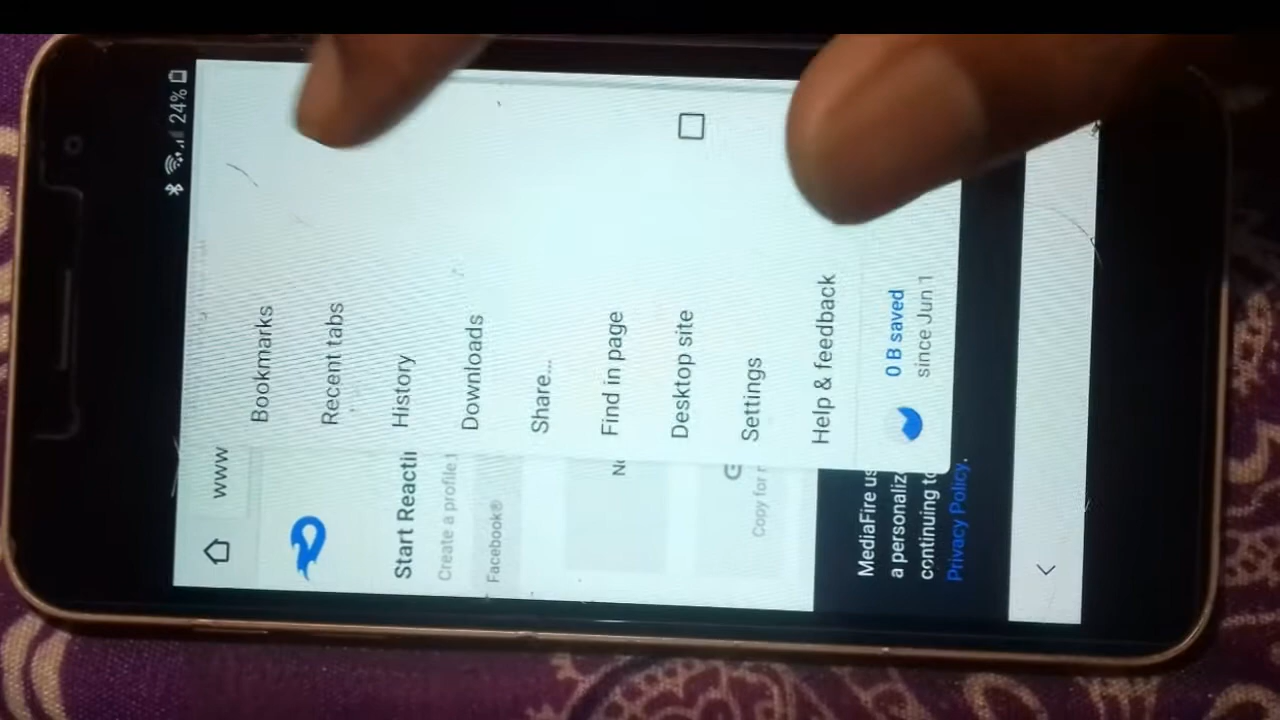 24%
www
Bookmarks
Recent tabs
History
Downloads
Share...
Find in page
Desktop site
Settings
Help & feedback
0 B saved
since Jun 1
Start Reacti
Create a profile
Facebook®
Copy for
MediaFire us
a personaliz
continuing to
Privacy Policy.